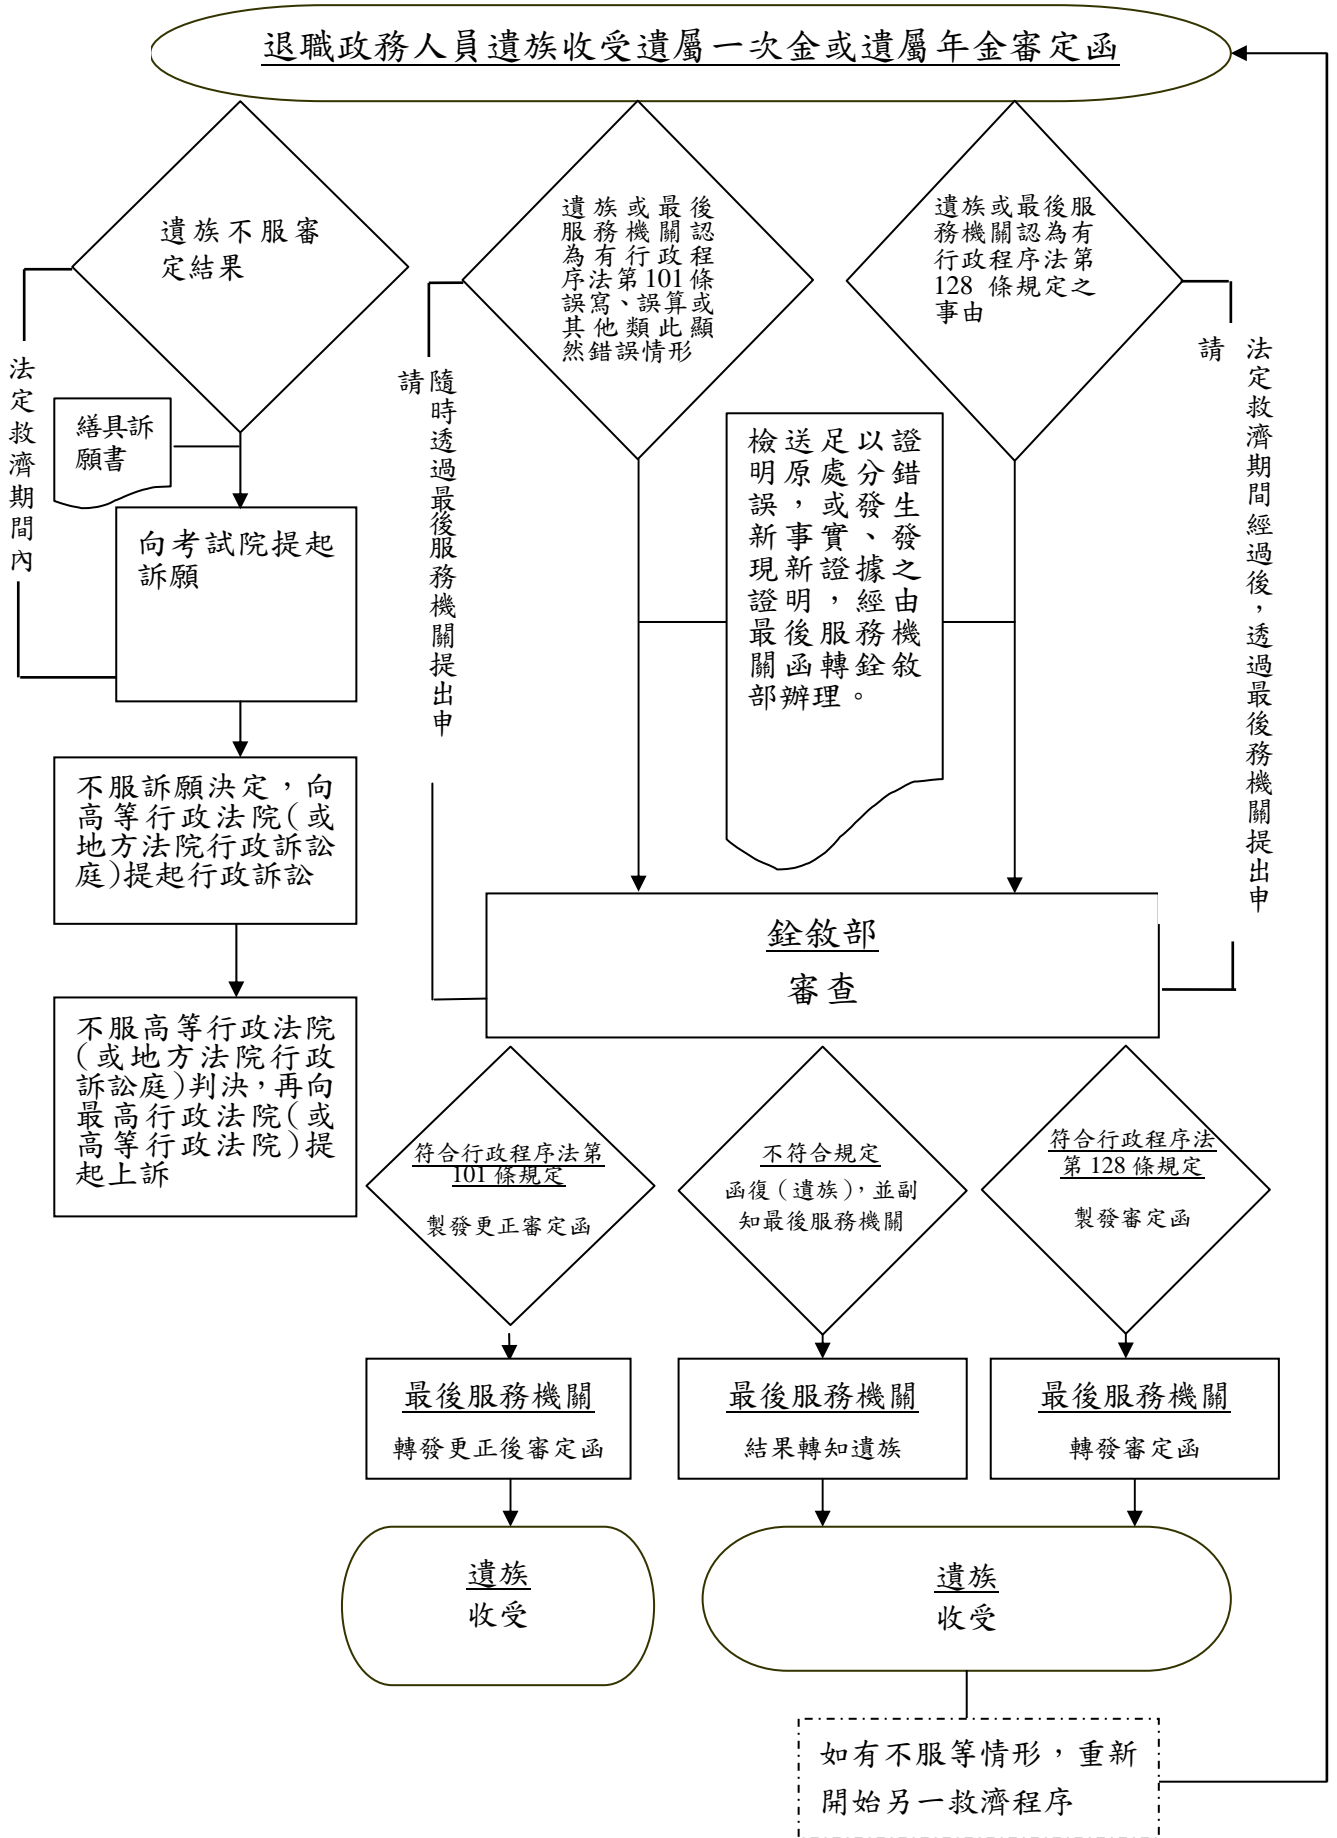 退職政務人員遺族收受遺屬一次金或遺屬年金審定函
遺族不服審
定結果
遺族或最後
服務機關認
為有行政程
序法第101條
誤寫、誤算或
其他類此顯
然錯誤情形
遺族或最後服
務機關認為有
行政程序法第
128 條規定之
事由
法定救濟期間內
繕具訴
願書
隨時透過最後服務機關提出申
請
檢送足以證
明原處分錯
誤，或發生
新事實、發
現新證據之
證明，經由
最後服務機
關函轉銓敘
部辦理。
法定救濟期間經過後，透過最後務機關提出申
請
向考試院提起
訴願
不服訴願決定，向
高等行政法院(或
地方法院行政訴訟
庭)提起行政訴訟
不服高等行政法院
(或地方法院行政
訴訟庭)判決，再向
最高行政法院(或
高等行政法院)提
起上訴
銓敘部
審查
符合行政程序法第
101 條規定
製發更正審定函
不符合規定
函復（遺族），並副
知最後服務機關
符合行政程序法
第 128 條規定
製發審定函
最後服務機關
轉發更正後審定函
最後服務機關
結果轉知遺族
最後服務機關
轉發審定函
遺族
收受
遺族
收受
如有不服等情形，重新
開始另一救濟程序